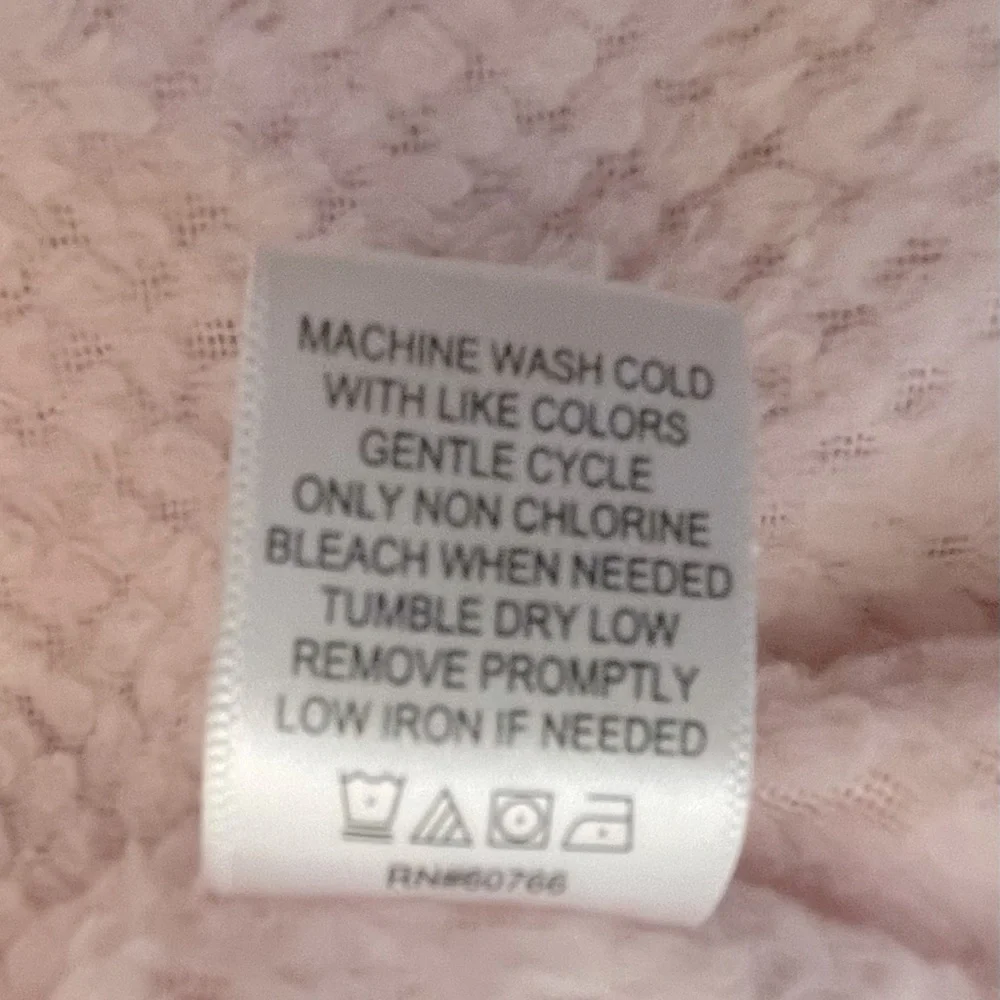 MACHINE WASH COLD
WITH LIKE COLORS
GENTLE CYCLE
ONLY NON CHLORINE
BLEACH WHEN NEEDED
TUMBLE DRY LOW
REMOVE PROMPTLY
LOW IRON IF NEEDED
RN#60766